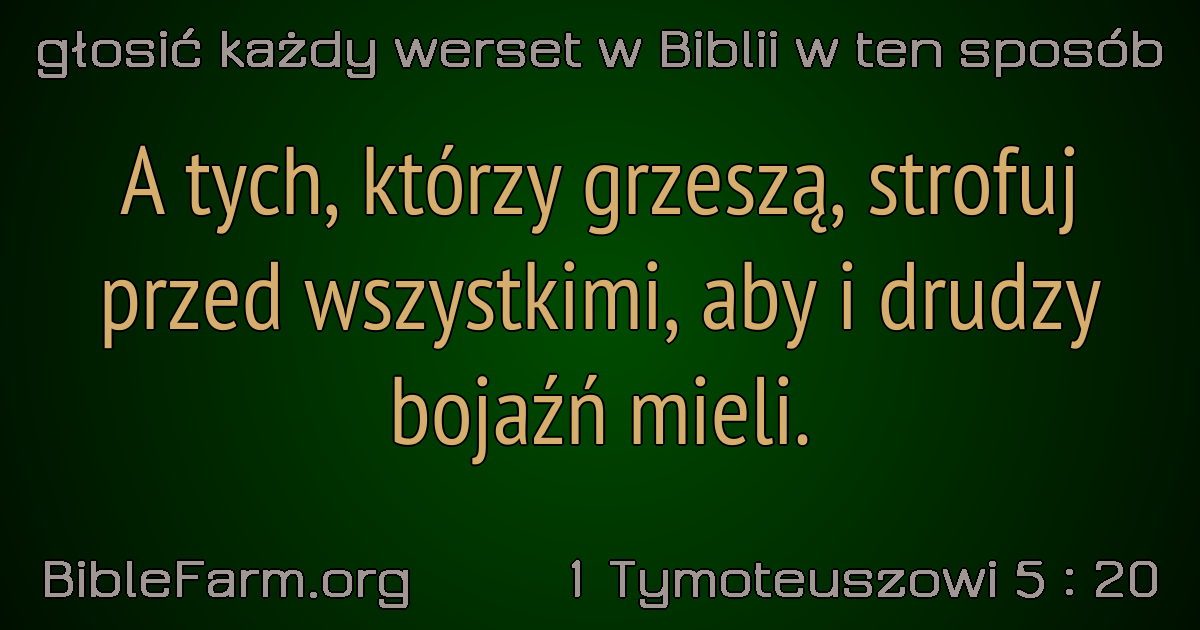 głosić każdy werset w Biblii w ten sposób
A tych, którzy grzeszą, strofuj
przed wszystkimi, aby i drudzy
bojaźń mieli.
BibleFarm.org 1 Tymoteuszowi 5 : 20